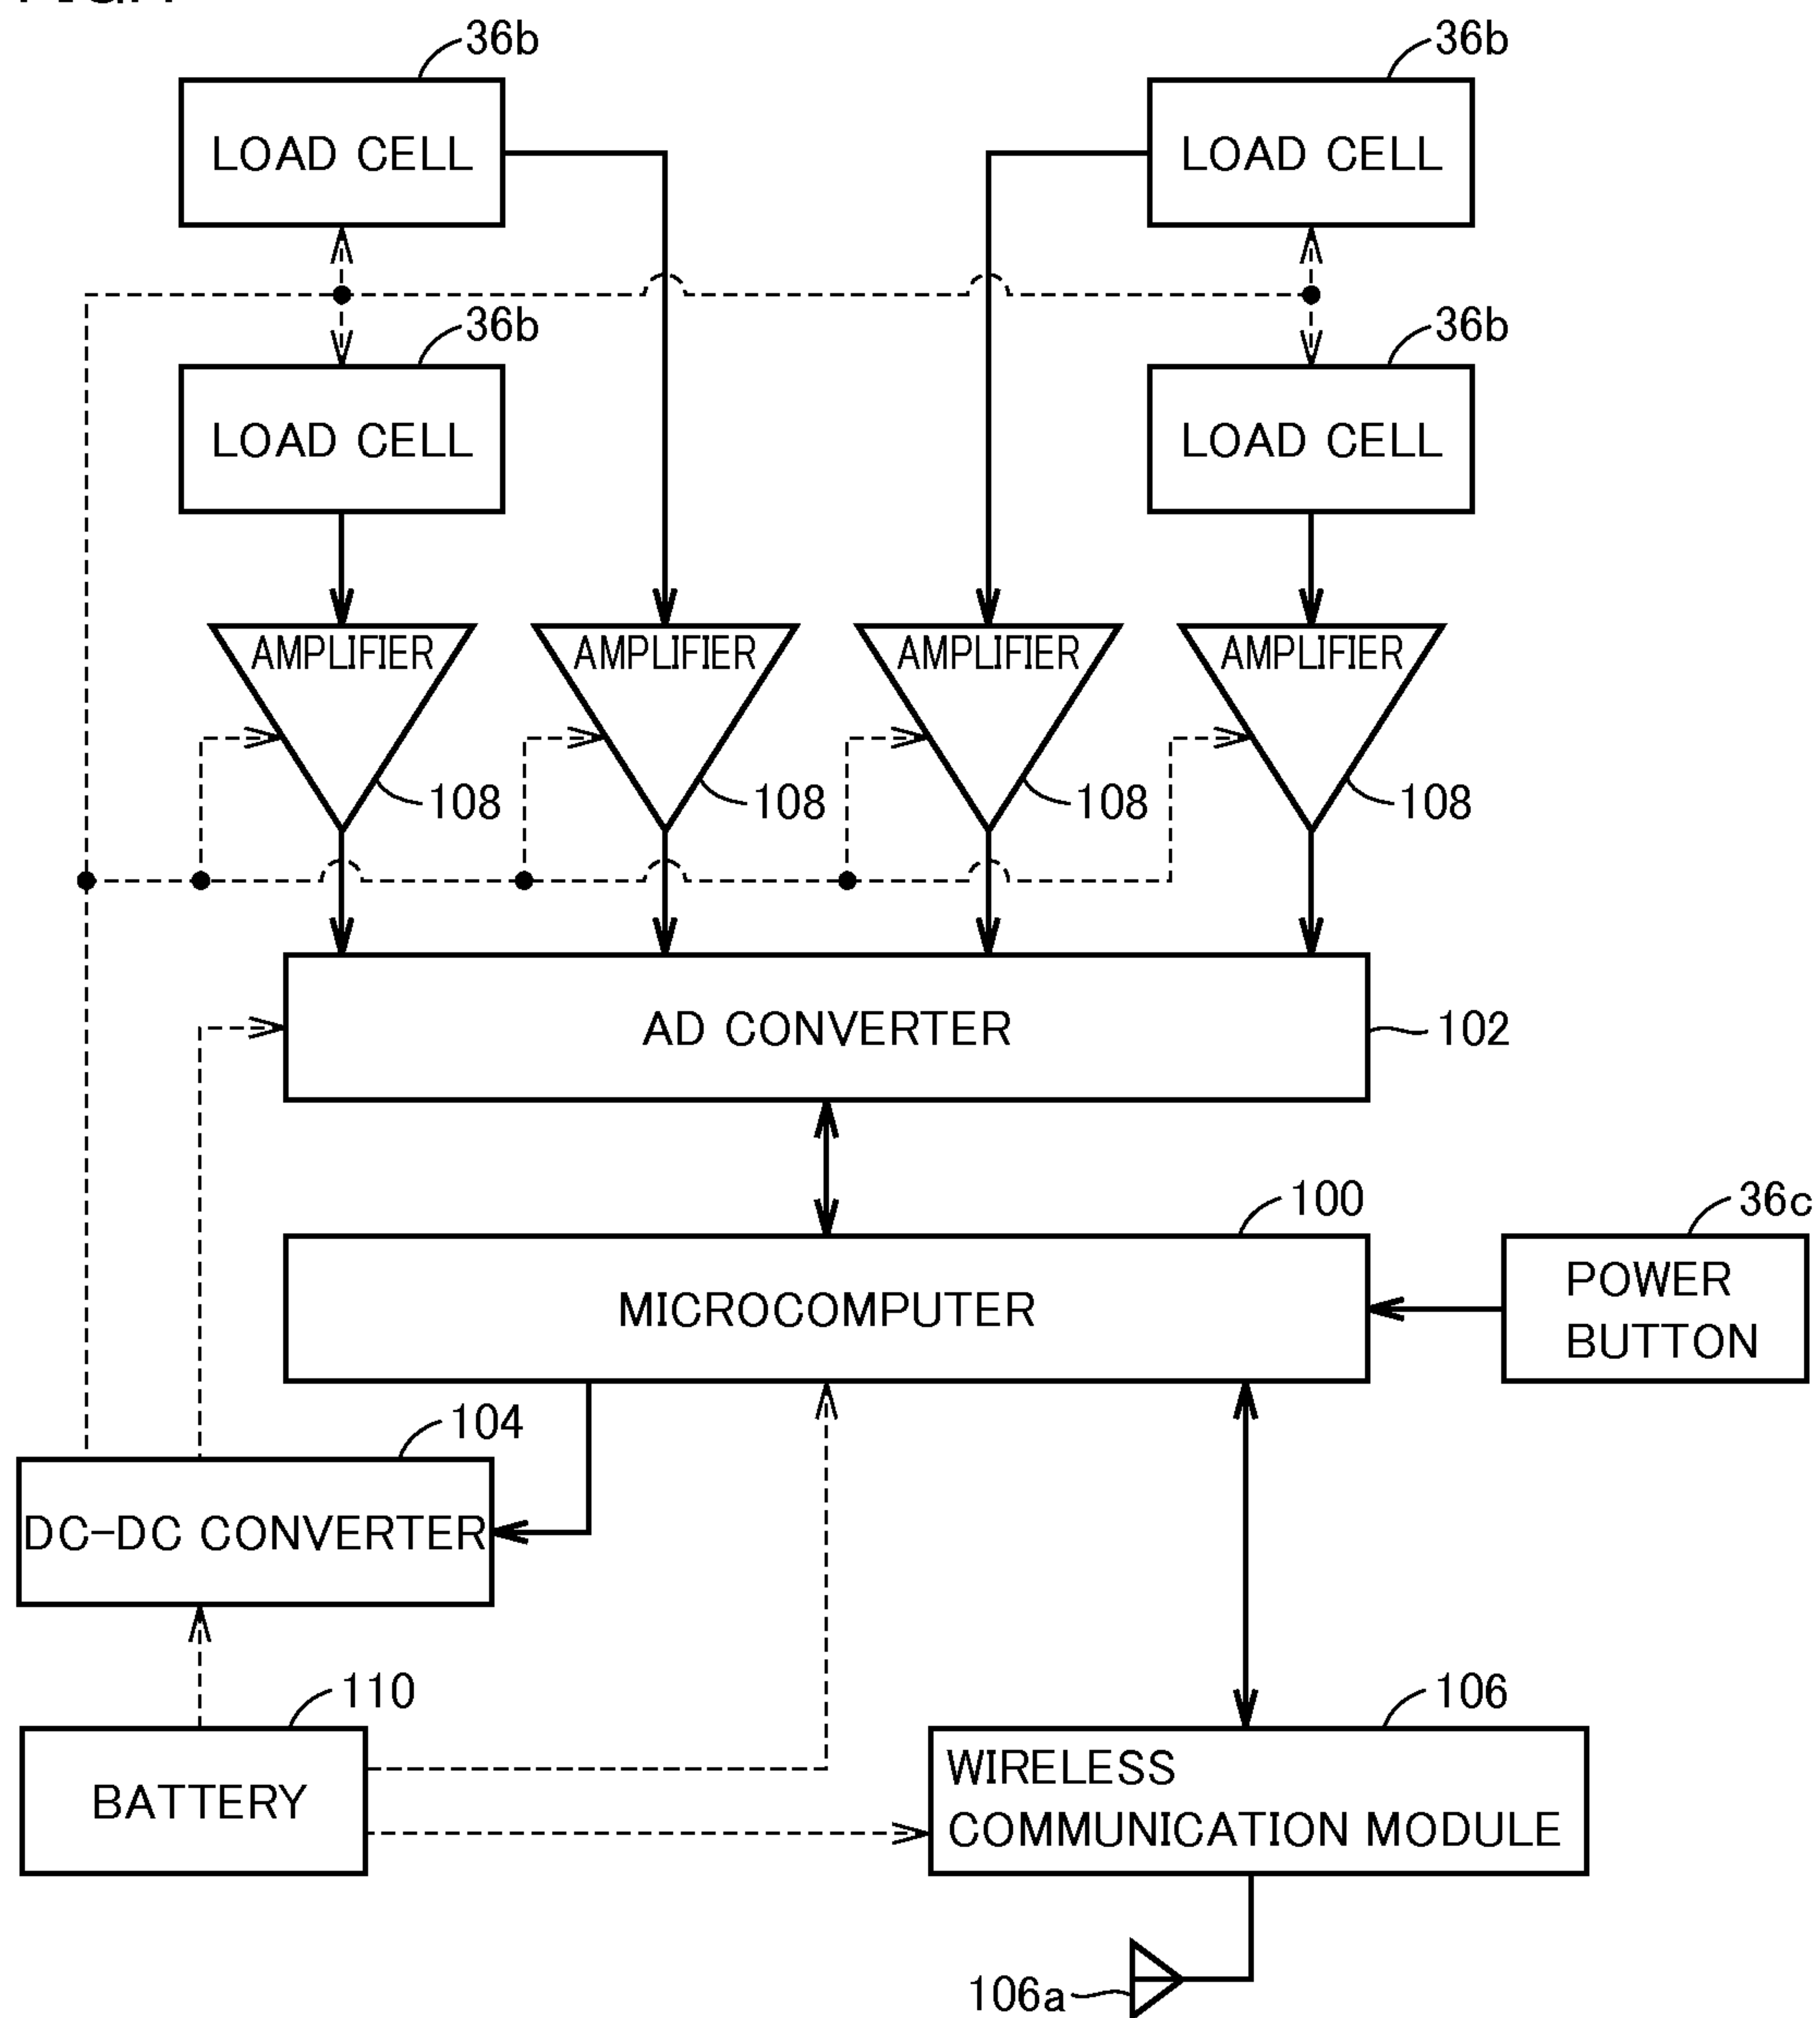 36b
36b
LOAD CELL
LOAD CELL
36b
36b
LOAD CELL
LOAD CELL
AMPLIFIER
AMPLIFIER
AMPLIFIER
AMPLIFIER
108
108
108
108
AD CONVERTER
102
100
36c
MICROCOMPUTER
POWER
BUTTON
104
DC-DC CONVERTER
110
106
BATTERY
WIRELESS
COMMUNICATION MODULE
106a